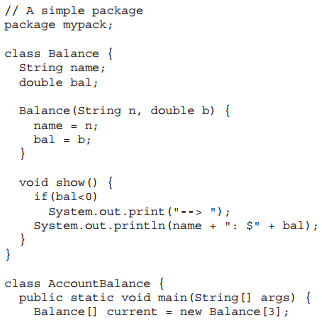 // A simple package
package mypack;

class Balance {
  String name;
  double bal;

  Balance(String n, double b) {
    name = n;
    bal = b;
  }

  void show() {
    if(bal<0)
      System.out.print("--> ");
    System.out.println(name + ": $" + bal);
  }
}

class AccountBalance {
  public static void main(String[] args) {
    Balance[] current = new Balance[3];